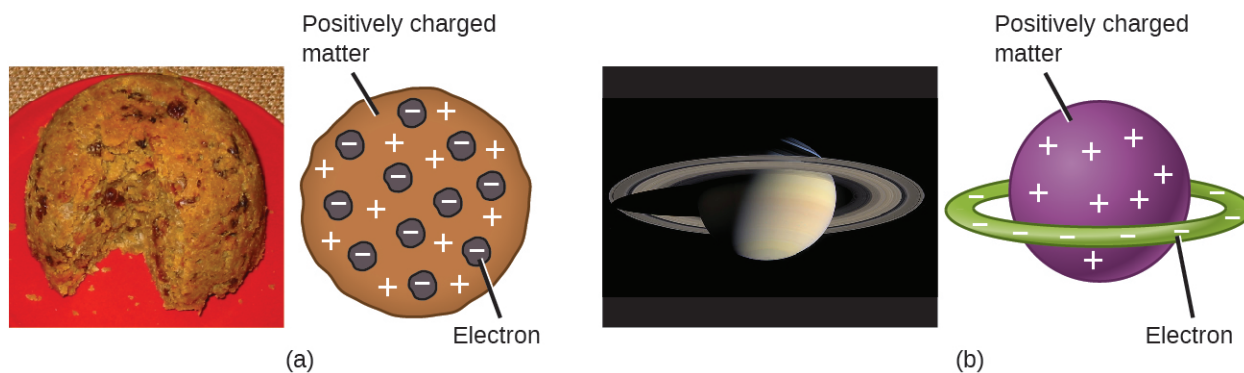 Positively charged
matter
Electron
(a)
Positively charged
matter
Electron
(b)